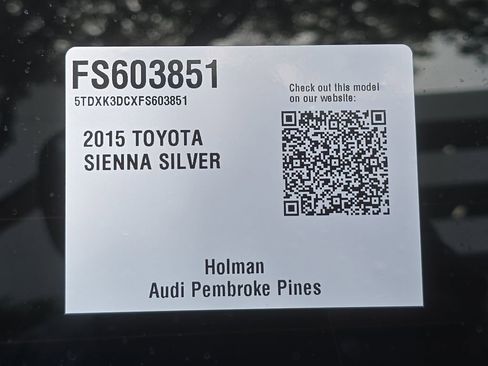 FS603851
5TDXK3DCXFS603851
Check out this model
on our website:
2015 TOYOTA
SIENNA SILVER
Holman
Audi Pembroke Pines